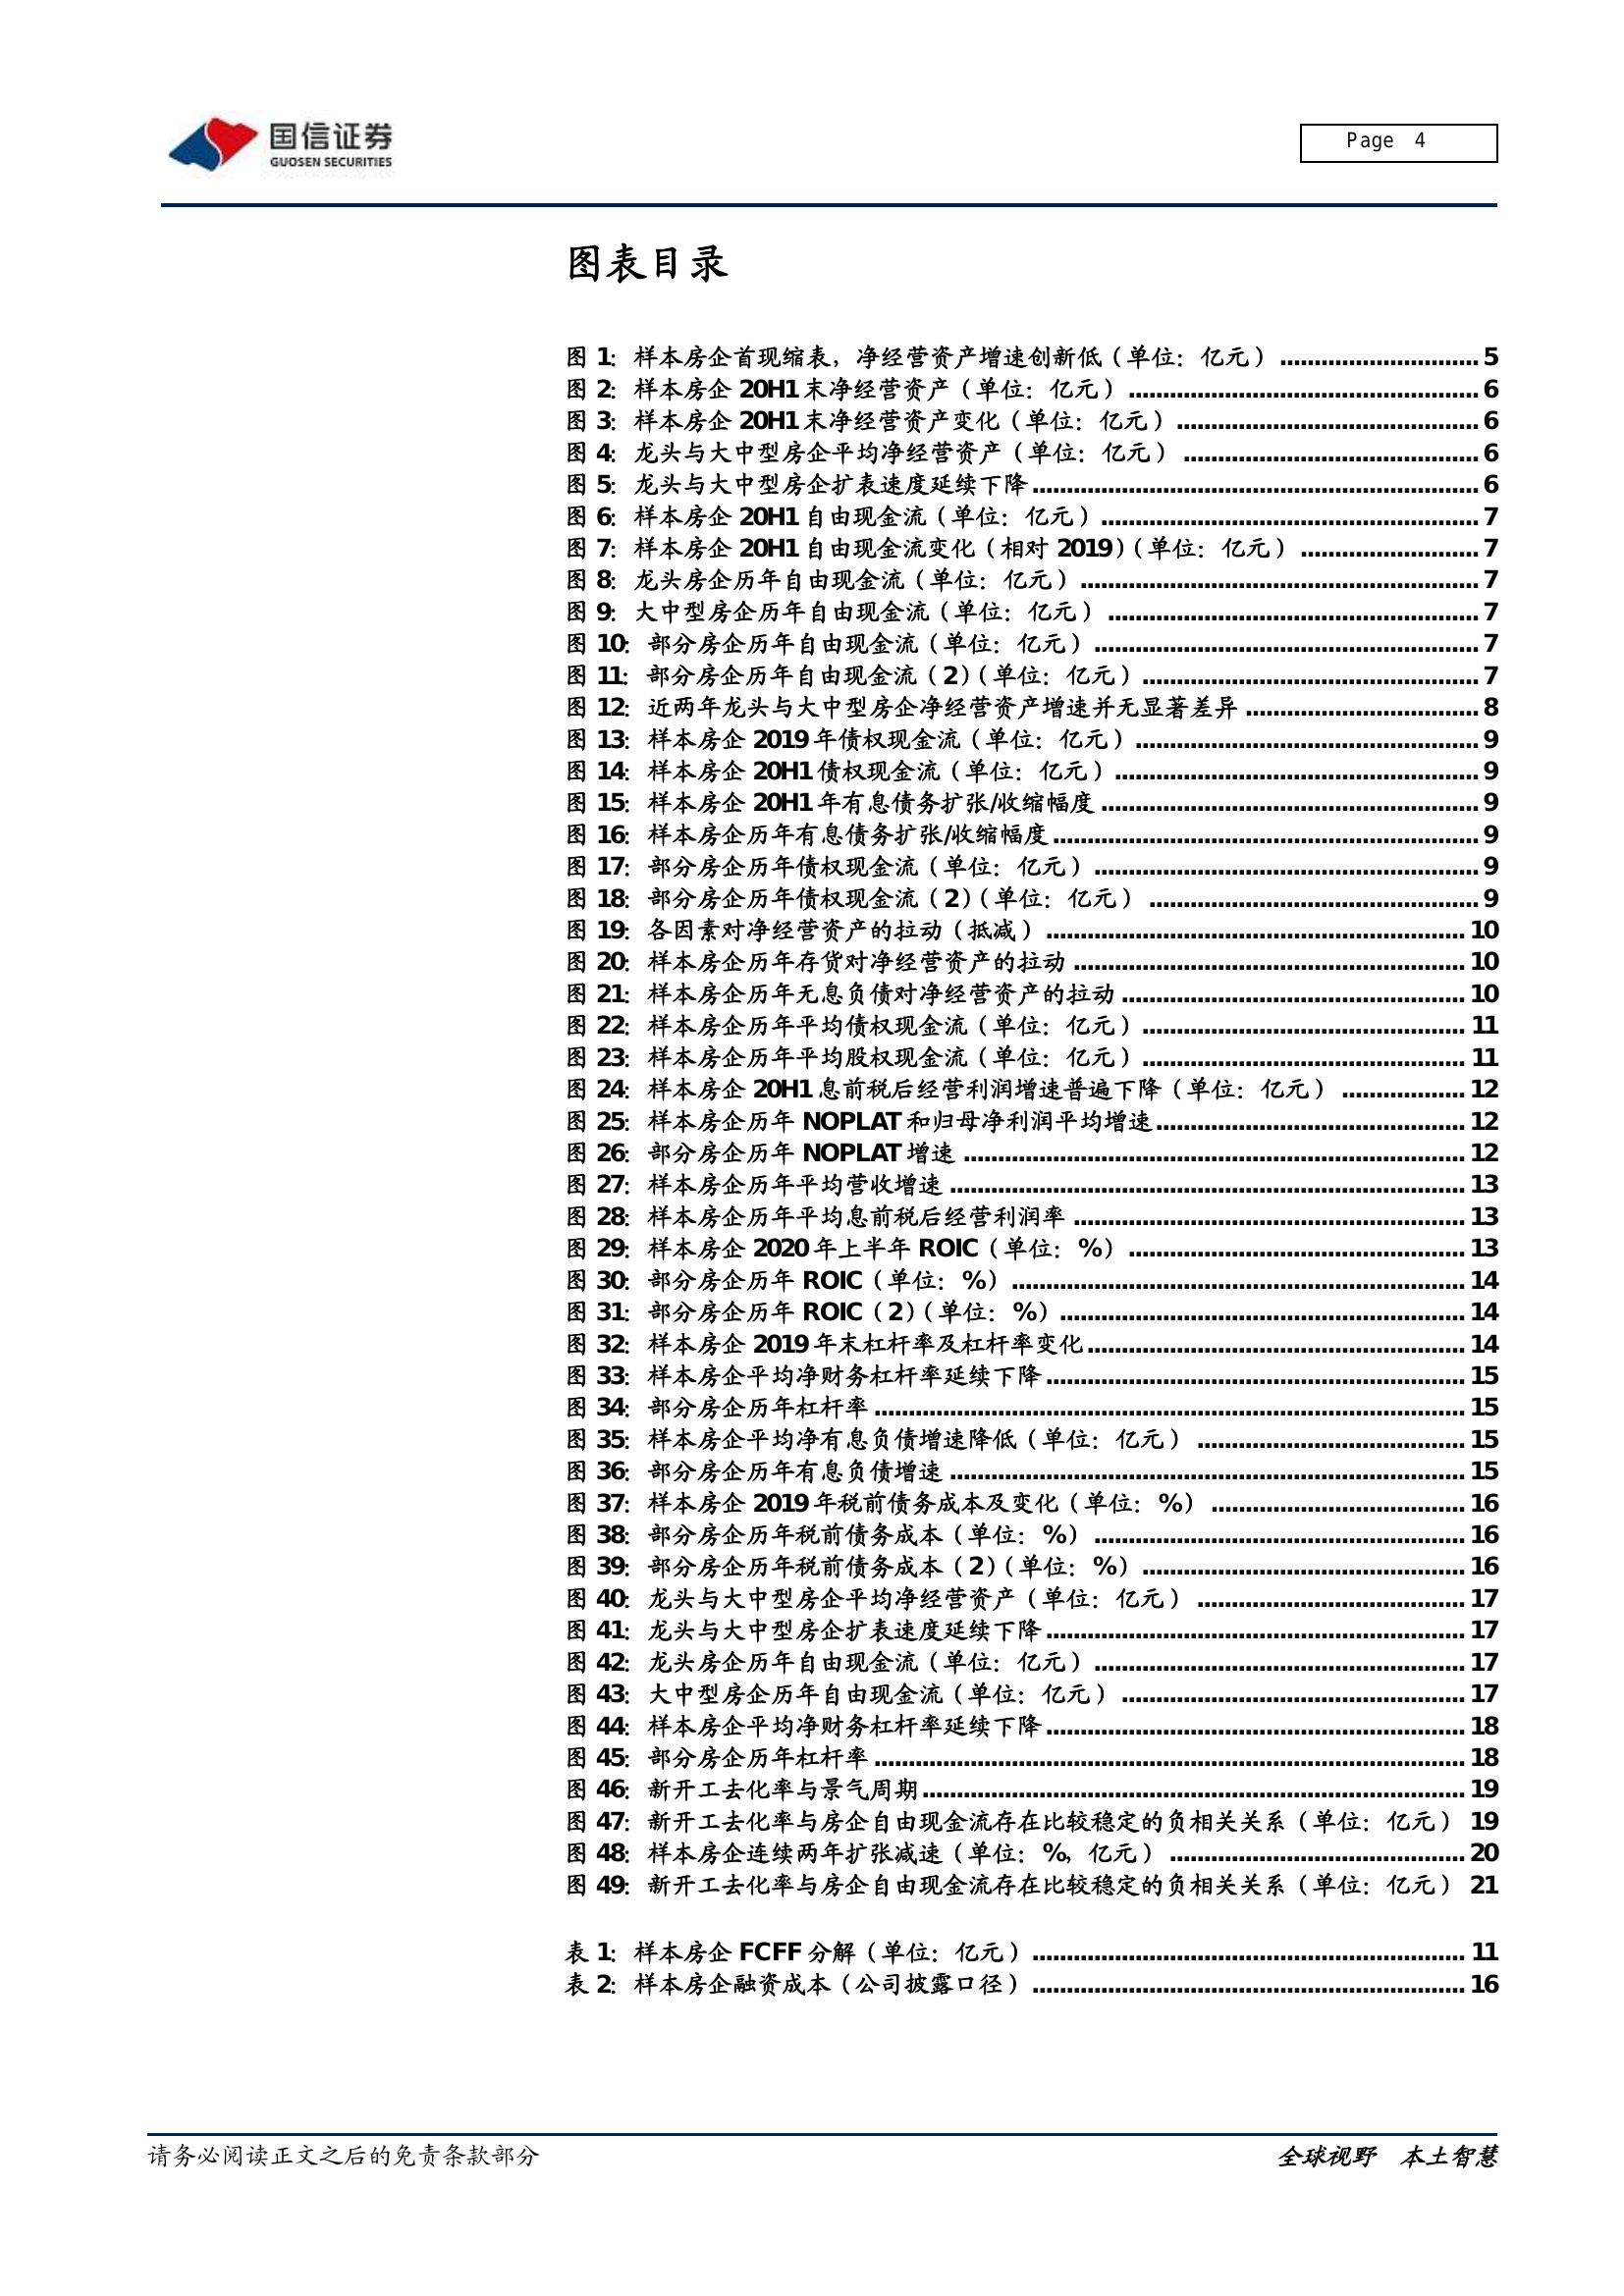 国信证券
GUOSEN SECURITIES
Page 4
图表目录
图 1：样本房企首现缩表，净经营资产增速创新低（单位：亿元）............................. 5
图 2：样本房企 20H1 末净经营资产（单位：亿元）................................................... 6
图 3：样本房企 20H1 末净经营资产变化（单位：亿元）............................................ 6
图 4：龙头与大中型房企平均净经营资产（单位：亿元）........................................... 6
图 5：龙头与大中型房企扩表速度延续下降................................................................. 6
图 6：样本房企 20H1 自由现金流（单位：亿元）....................................................... 7
图 7：样本房企 20H1 自由现金流变化（相对 2019）（单位：亿元）.......................... 7
图 8：龙头房企历年自由现金流（单位：亿元）.......................................................... 7
图 9：大中型房企历年自由现金流（单位：亿元）...................................................... 7
图 10：部分房企历年自由现金流（单位：亿元）........................................................ 7
图 11：部分房企历年自由现金流（2）（单位：亿元）................................................. 7
图 12：近两年龙头与大中型房企净经营资产增速并无显著差异.................................. 8
图 13：样本房企 2019 年债权现金流（单位：亿元）.................................................. 9
图 14：样本房企 20H1 债权现金流（单位：亿元）..................................................... 9
图 15：样本房企 20H1 年有息债务扩张/收缩幅度....................................................... 9
图 16：样本房企历年有息债务扩张/收缩幅度.............................................................. 9
图 17：部分房企历年债权现金流（单位：亿元）........................................................ 9
图 18：部分房企历年债权现金流（2）（单位：亿元）................................................ 9
图 19：各因素对净经营资产的拉动（抵减）............................................................. 10
图 20：样本房企历年存货对净经营资产的拉动......................................................... 10
图 21：样本房企历年无息负债对净经营资产的拉动.................................................. 10
图 22：样本房企历年平均债权现金流（单位：亿元）............................................... 11
图 23：样本房企历年平均股权现金流（单位：亿元）............................................... 11
图 24：样本房企 20H1 息前税后经营利润增速普遍下降（单位：亿元）.................. 12
图 25：样本房企历年 NOPLAT 和归母净利润平均增速............................................. 12
图 26：部分房企历年 NOPLAT 增速......................................................................... 12
图 27：样本房企历年平均营收增速........................................................................... 13
图 28：样本房企历年平均息前税后经营利润率......................................................... 13
图 29：样本房企 2020 年上半年 ROIC（单位：%）................................................. 13
图 30：部分房企历年 ROIC（单位：%）.................................................................. 14
图 31：部分房企历年 ROIC（2）（单位：%）........................................................... 14
图 32：样本房企 2019 年末杠杆率及杠杆率变化....................................................... 14
图 33：样本房企平均净财务杠杆率延续下降............................................................. 15
图 34：部分房企历年杠杆率...................................................................................... 15
图 35：样本房企平均净有息负债增速降低（单位：亿元）....................................... 15
图 36：部分房企历年有息负债增速........................................................................... 15
图 37：样本房企 2019 年税前债务成本及变化（单位：%）..................................... 16
图 38：部分房企历年税前债务成本（单位：%）...................................................... 16
图 39：部分房企历年税前债务成本（2）（单位：%）............................................... 16
图 40：龙头与大中型房企平均净经营资产（单位：亿元）....................................... 17
图 41：龙头与大中型房企扩表速度延续下降............................................................. 17
图 42：龙头房企历年自由现金流（单位：亿元）...................................................... 17
图 43：大中型房企历年自由现金流（单位：亿元）.................................................. 17
图 44：样本房企平均净财务杠杆率延续下降............................................................. 18
图 45：部分房企历年杠杆率...................................................................................... 18
图 46：新开工去化率与景气周期............................................................................... 19
图 47：新开工去化率与房企自由现金流存在比较稳定的负相关关系（单位：亿元） 19
图 48：样本房企连续两年扩张减速（单位：%，亿元）........................................... 20
图 49：新开工去化率与房企自由现金流存在比较稳定的负相关关系（单位：亿元） 21
表 1：样本房企 FCFF 分解（单位：亿元）............................................................... 11
表 2：样本房企融资成本（公司披露口径）............................................................... 16
请务必阅读正文之后的免责条款部分
全球视野 本土智慧